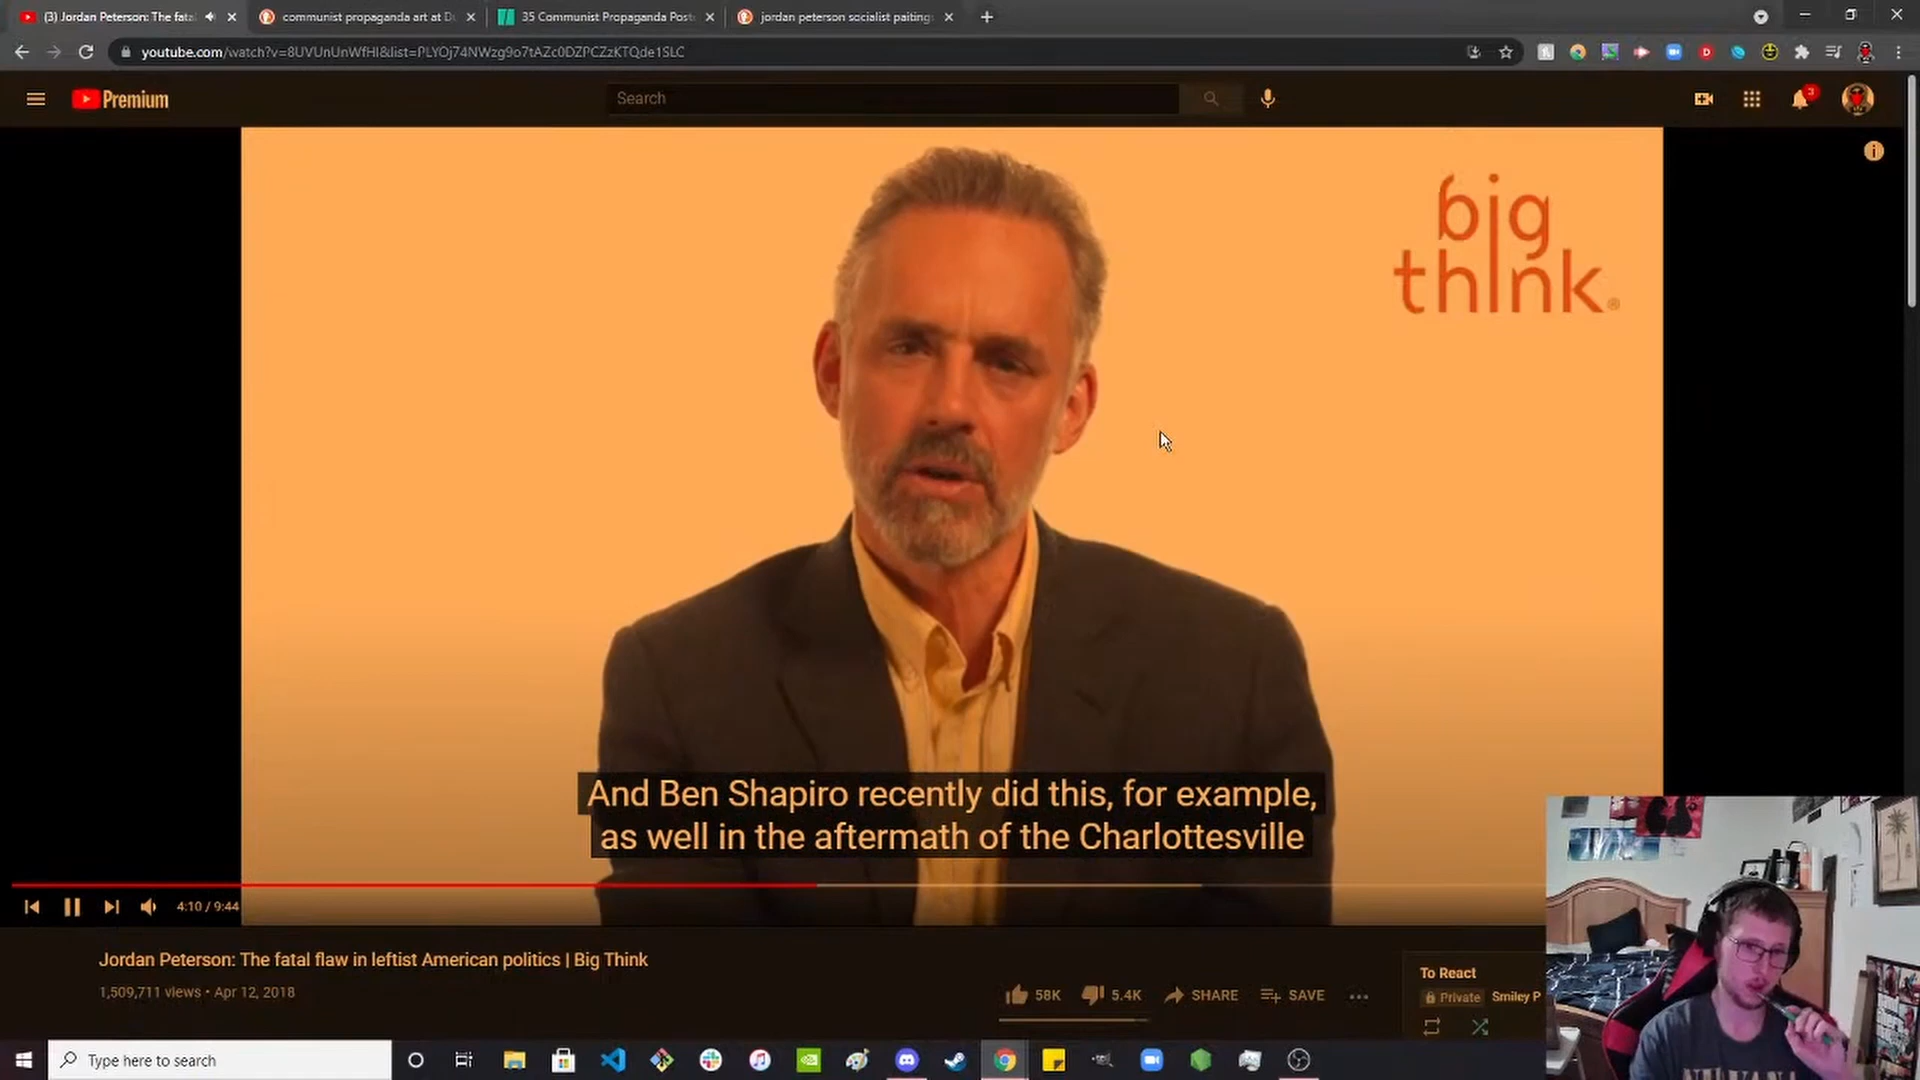 (3) Jordan Peterson: The fatal
communist propaganda art at D
35 Communist Propaganda Post
jordan peterson socialist paiting
youtube.com/watch?v=8UVUnUnWfHI&list=PLYOj74NWzg9o7tAZc0DZPCZzKTQde1SLC
Premium
Search
3
big
think®
And Ben Shapiro recently did this, for example,
as well in the aftermath of the Charlottesville
4:10 / 9:44
Jordan Peterson: The fatal flaw in leftist American politics | Big Think
1,509,711 views • Apr 12, 2018
58K
5.4K
SHARE
SAVE
To React
Private
Smiley P
Type here to search
NIRVANA